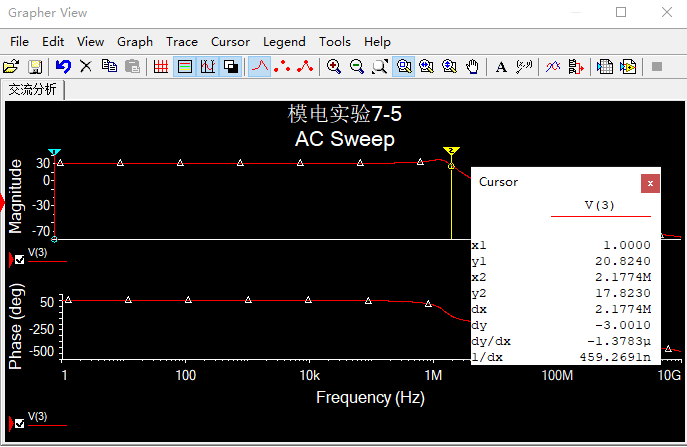 Grapher View
File Edit View Graph Trace Cursor Legend Tools Help
交流分析
模电实验7-5
AC Sweep
Magnitude
30
0
-30
-70
V(3)
Cursor
V(3)
x1 1.0000
y1 20.8240
x2 2.1774M
y2 17.8230
dx 2.1774M
dy -3.0010
dy/dx -1.3783µ
1/dx 459.2691n
Phase (deg)
50
-250
-500
1 100 10k 1M 100M 10G
Frequency (Hz)
V(3)